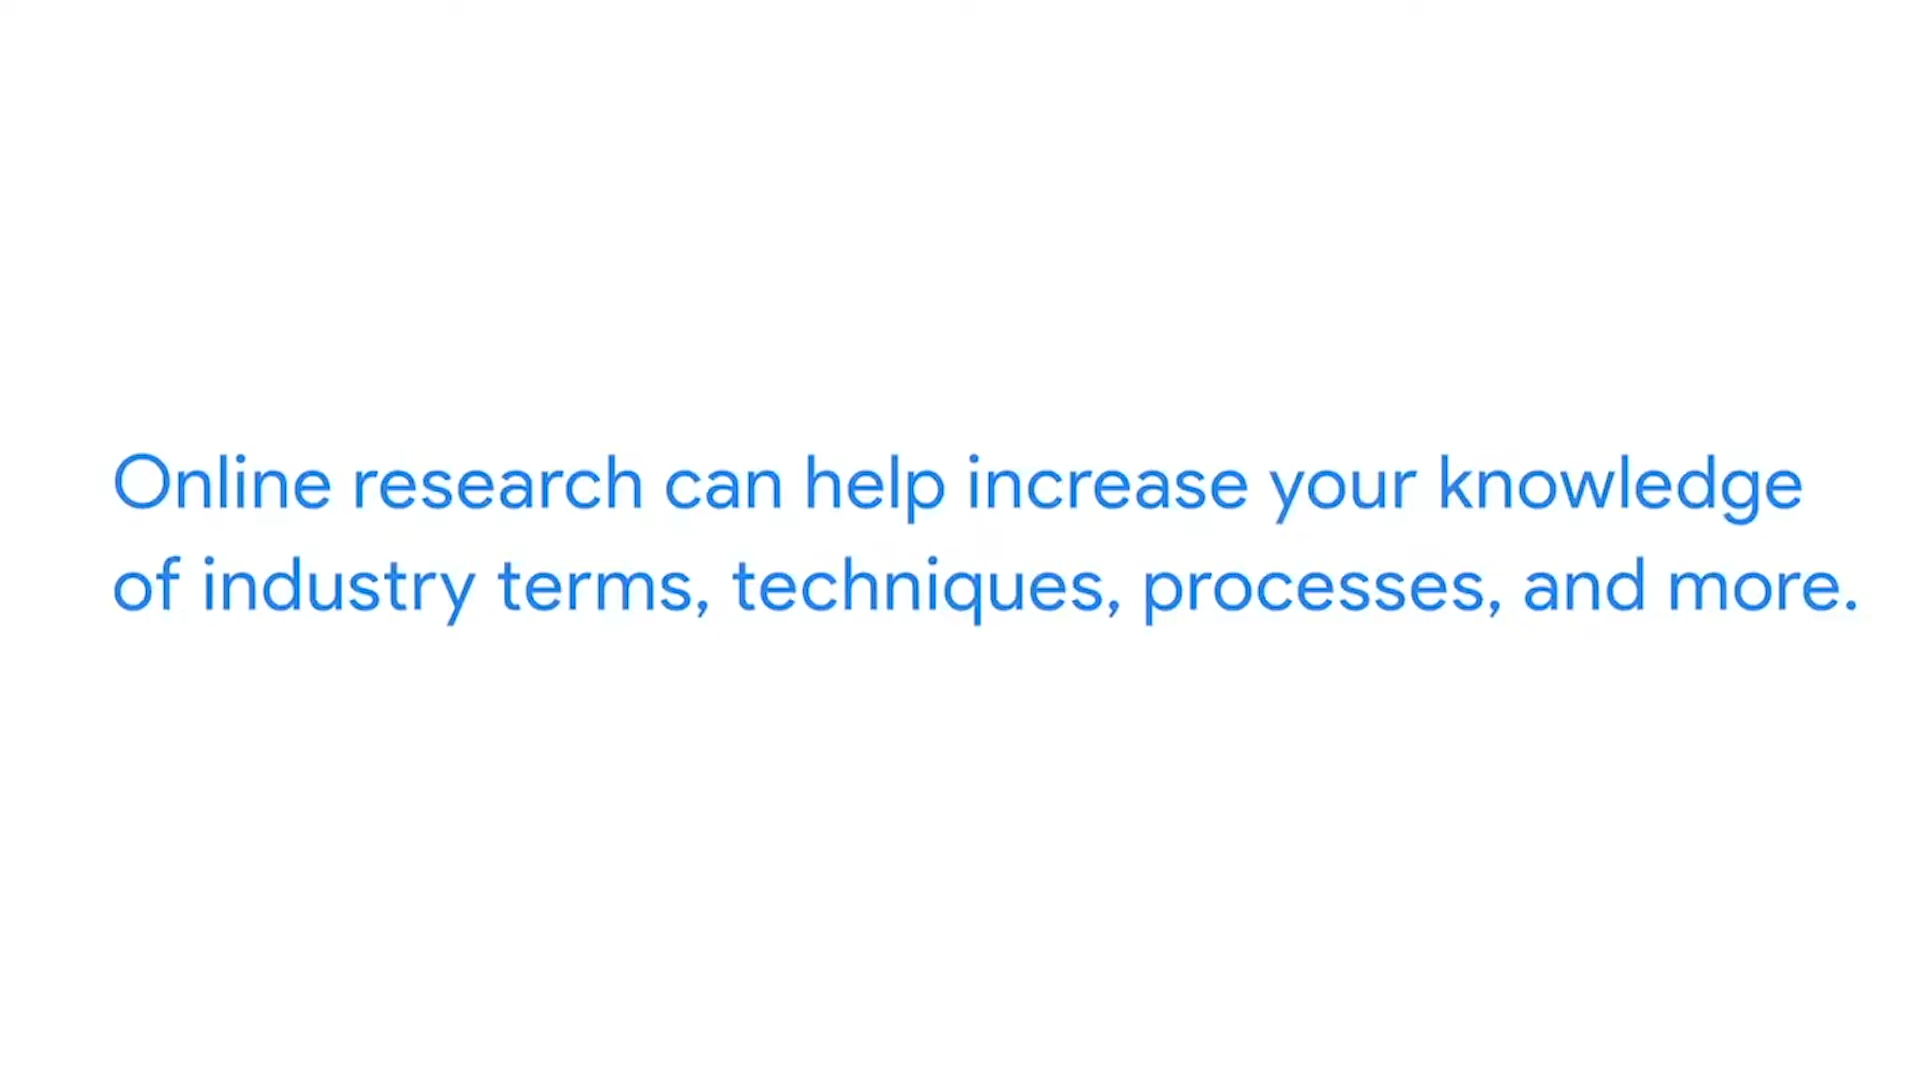 Online research can help increase your knowledge
of industry terms, techniques, processes, and more.